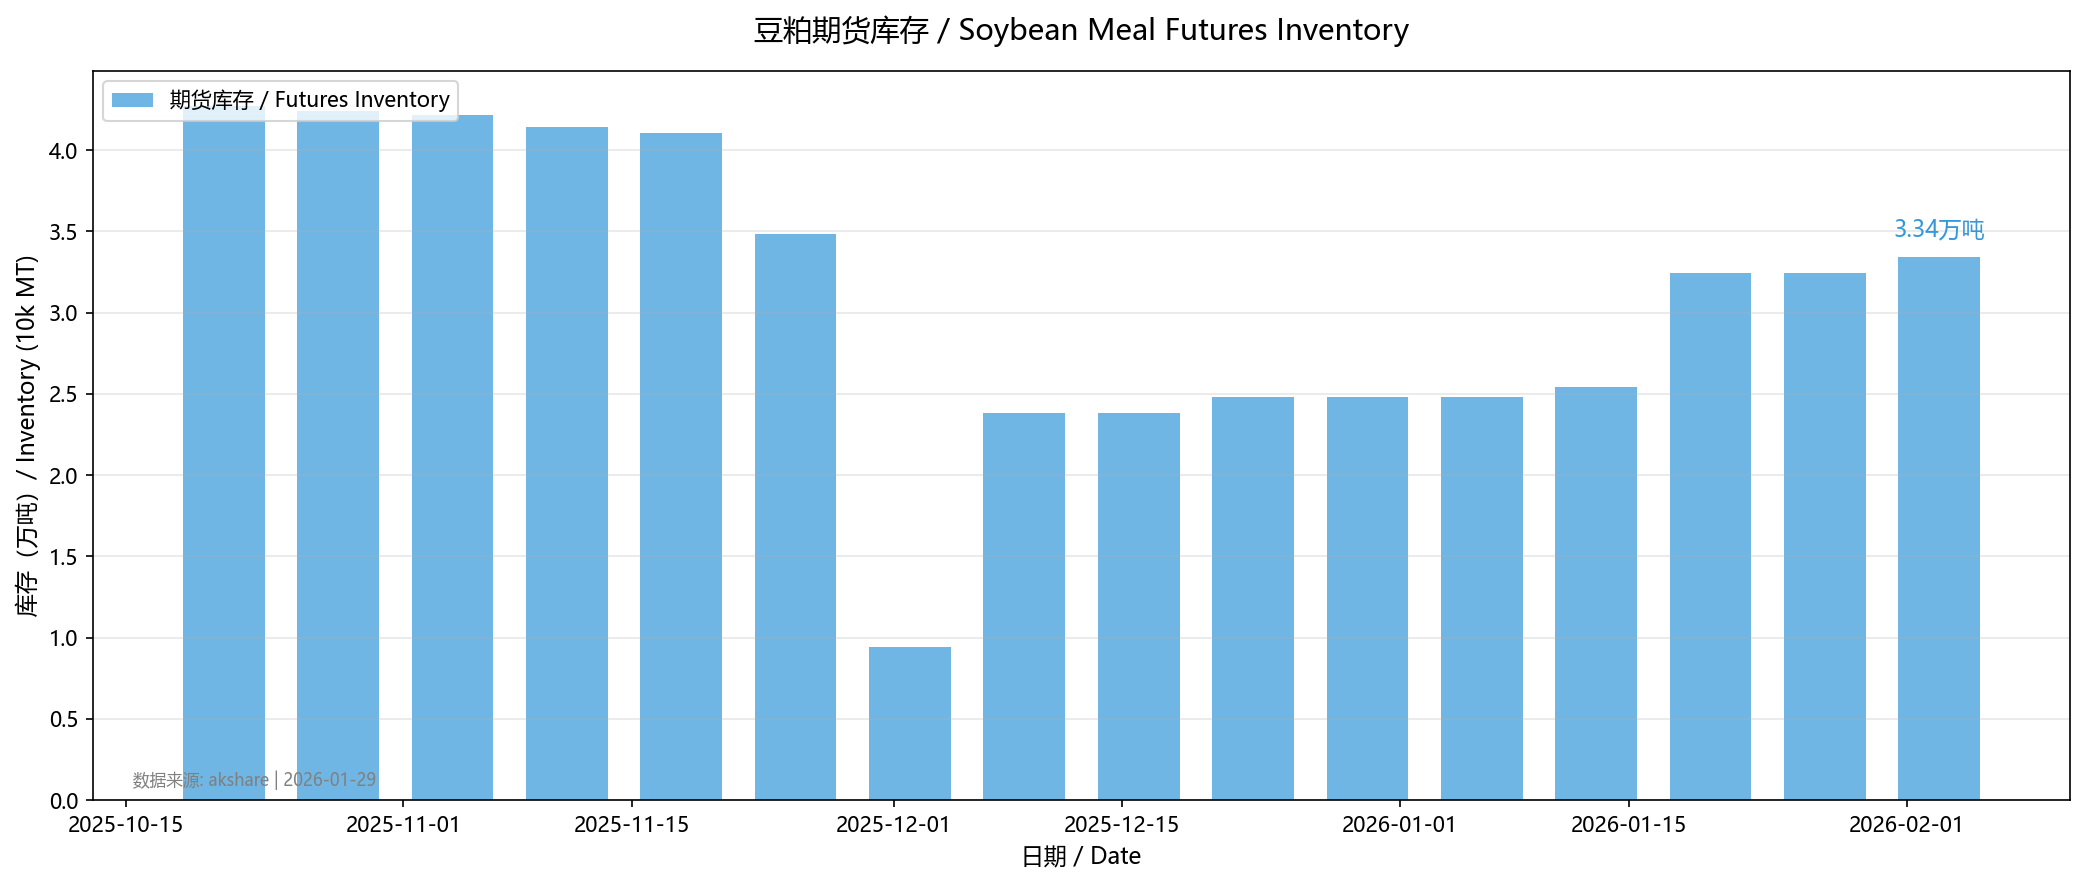 豆粕期货库存 / Soybean Meal Futures Inventory
期货库存 / Futures Inventory
库存（万吨）/ Inventory (10k MT)
4.0
3.5
3.0
2.5
2.0
1.5
1.0
0.5
0.0
3.34万吨
数据来源: akshare | 2026-01-29
2025-10-15
2025-11-01
2025-11-15
2025-12-01
2025-12-15
2026-01-01
2026-01-15
2026-02-01
日期 / Date